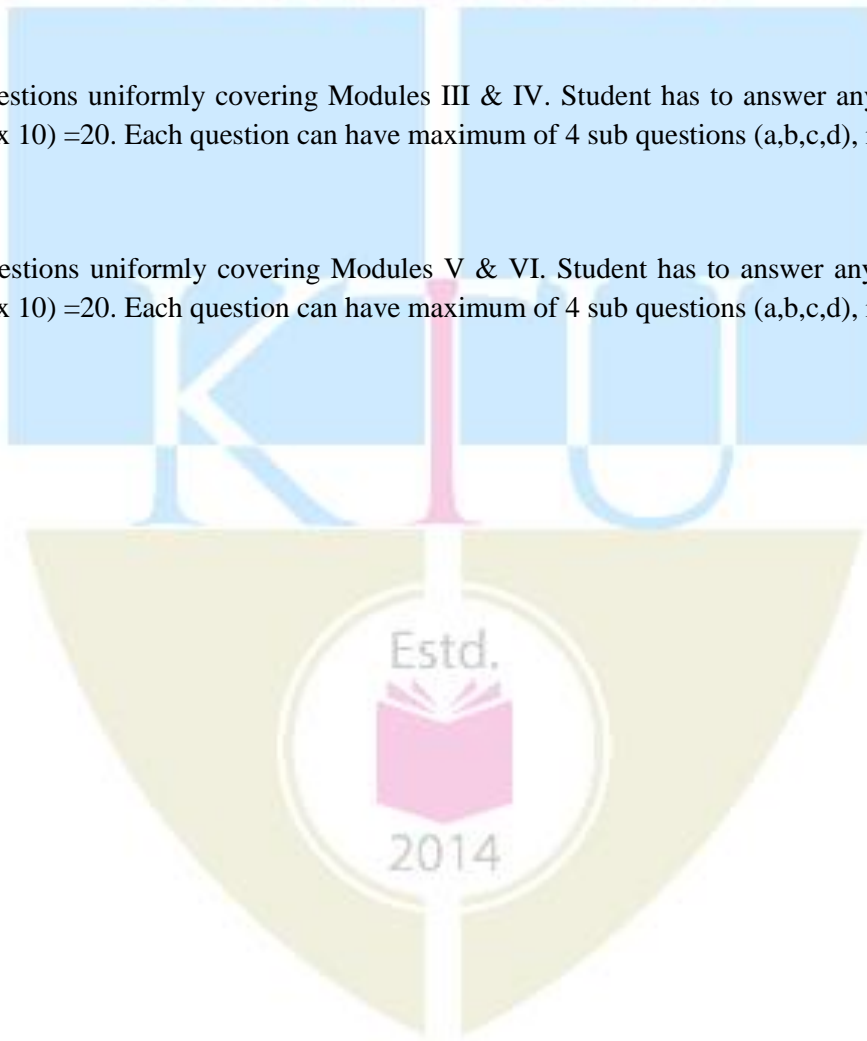 estions uniformly covering Modules III & IV. Student has to answer any
x 10) =20. Each question can have maximum of 4 sub questions (a,b,c,d),
estions uniformly covering Modules V & VI. Student has to answer any
x 10) =20. Each question can have maximum of 4 sub questions (a,b,c,d),
KTU
Estd.
2014